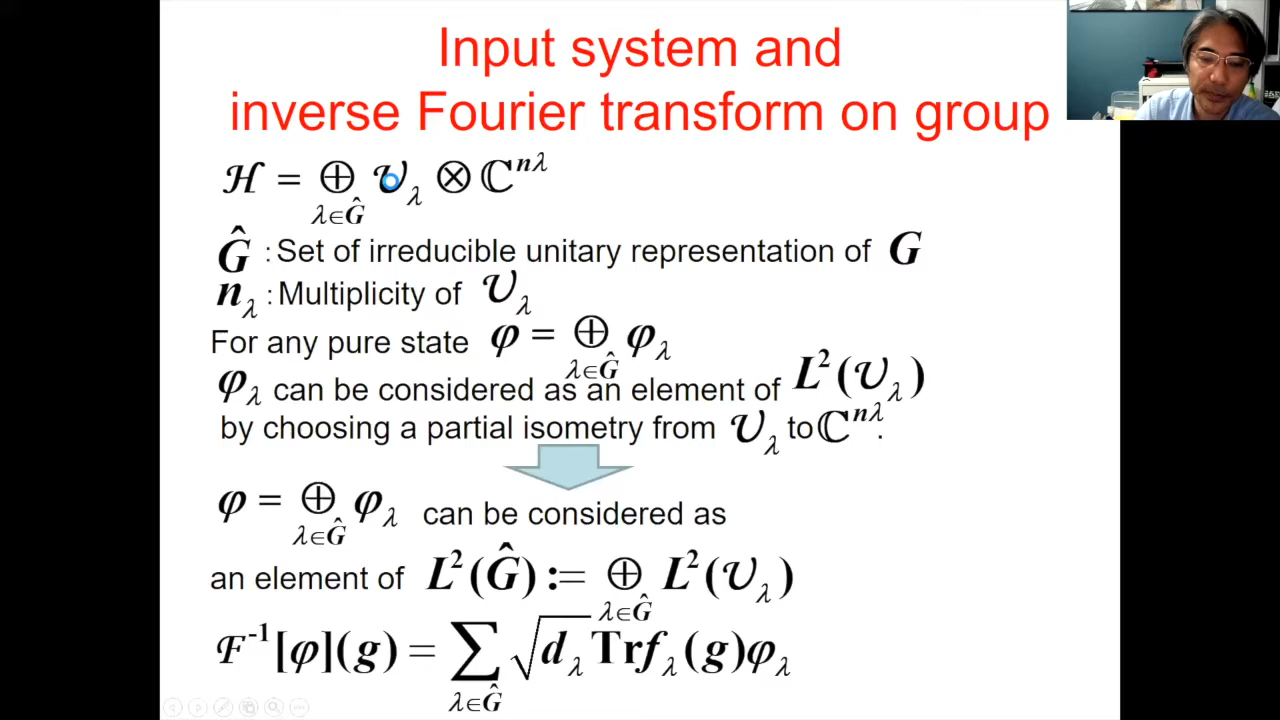 Input system and
inverse Fourier transform on group
ℋ = ⊕_{λ∈Ĝ} 𝒰_λ ⊗ ℂ^{nλ}
Ĝ : Set of irreducible unitary representation of G
n_λ : Multiplicity of 𝒰_λ
For any pure state φ = ⊕_{λ∈Ĝ} φ_λ
φ_λ can be considered as an element of L²(𝒰_λ)
by choosing a partial isometry from 𝒰_λ to ℂ^{nλ}.
φ = ⊕_{λ∈Ĝ} φ_λ can be considered as
an element of L²(Ĝ) := ⊕_{λ∈Ĝ} L²(𝒰_λ)
ℱ^{-1}[φ](g) = ∑_{λ∈Ĝ} √d_λ Tr f_λ(g)φ_λ